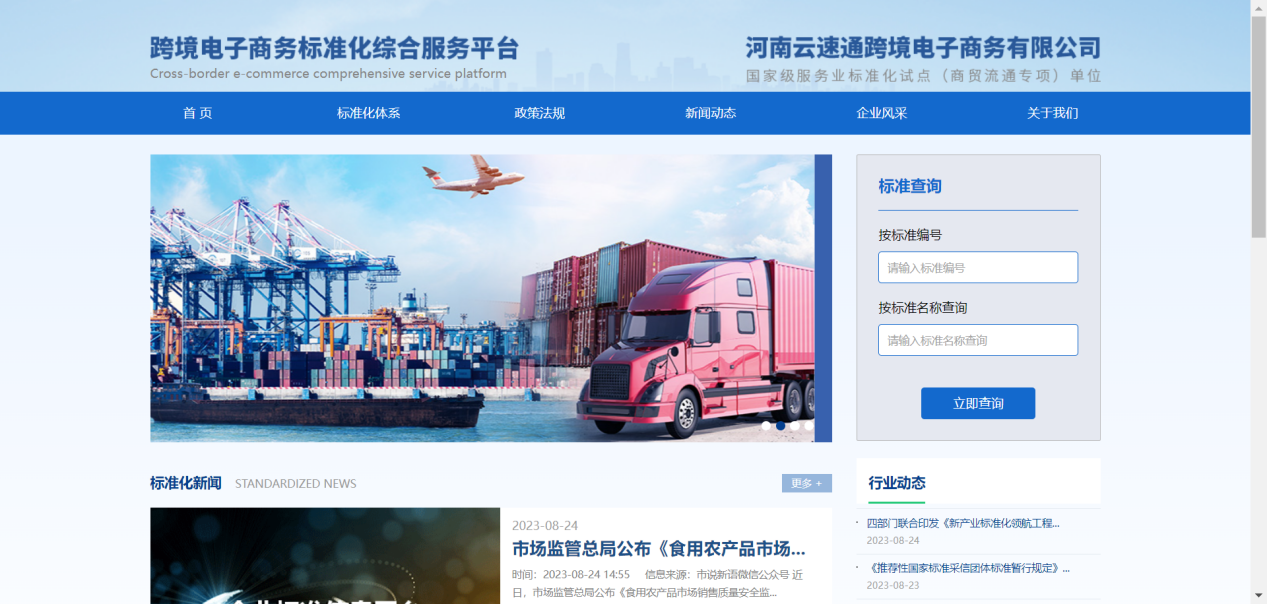 跨境电子商务标准化综合服务平台
Cross-border e-commerce comprehensive service platform
河南云速通跨境电子商务有限公司
国家级服务业标准化试点（商贸流通专项）单位
首 页
标准化体系
政策法规
新闻动态
企业风采
关于我们
标准查询
按标准编号
请输入标准编号
按标准名称查询
请输入标准名称查询
立即查询
标准化新闻 STANDARDIZED NEWS
更多 +
2023-08-24
市场监管总局公布《食用农产品市场...
时间：2023-08-24 14:55 信息来源：市说新语微信公众号 近
日，市场监管总局公布《食用农产品市场销售质量安全监...
行业动态
四部门联合印发《新产业标准化领航工程...
2023-08-24
《推荐性国家标准采信团体标准暂行规定》...
2023-08-23